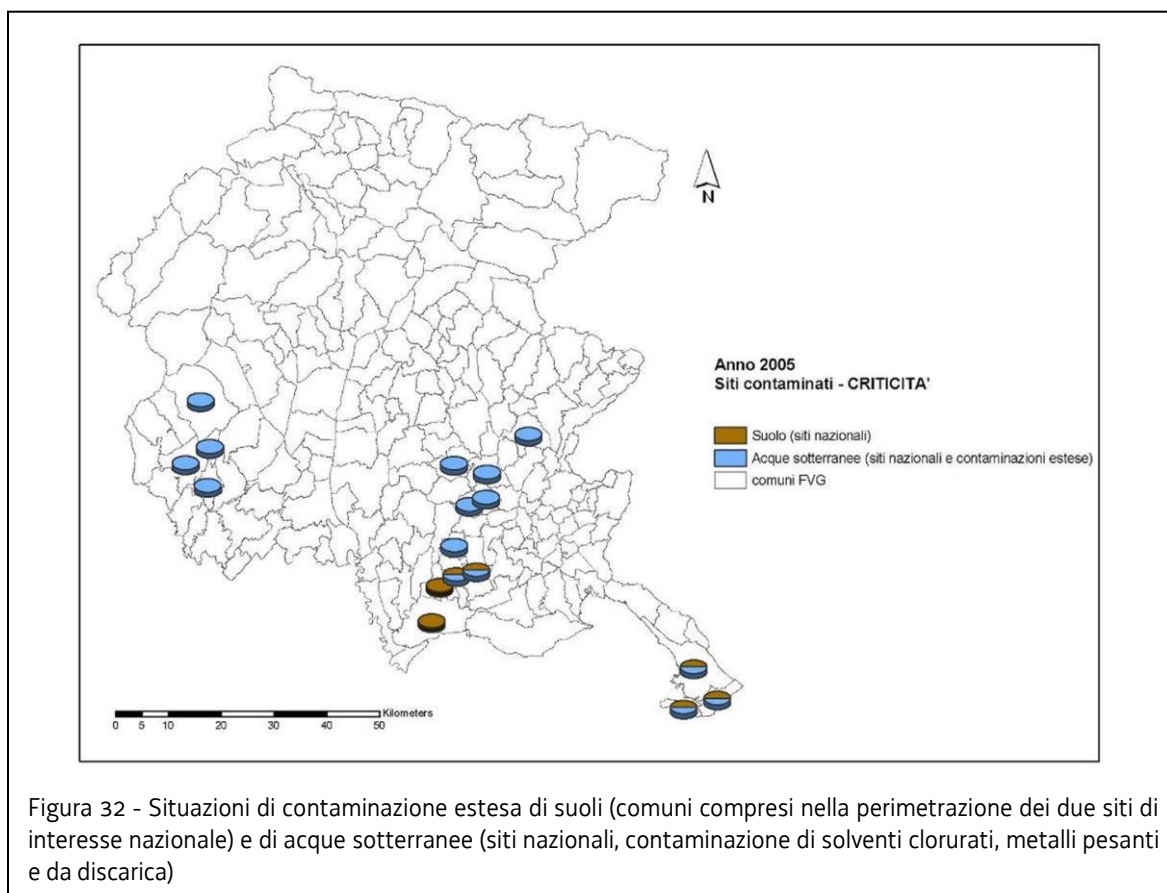 N
Anno 2005
Siti contaminati - CRITICITA'
Suolo (siti nazionali)
Acque sotterranee (siti nazionali e contaminazioni estese)
comuni FVG
Kilometers
0 5 10 20 30 40 50
Figura 32 - Situazioni di contaminazione estesa di suoli (comuni compresi nella perimetrazione dei due siti di
interesse nazionale) e di acque sotterranee (siti nazionali, contaminazione di solventi clorurati, metalli pesanti
e da discarica)